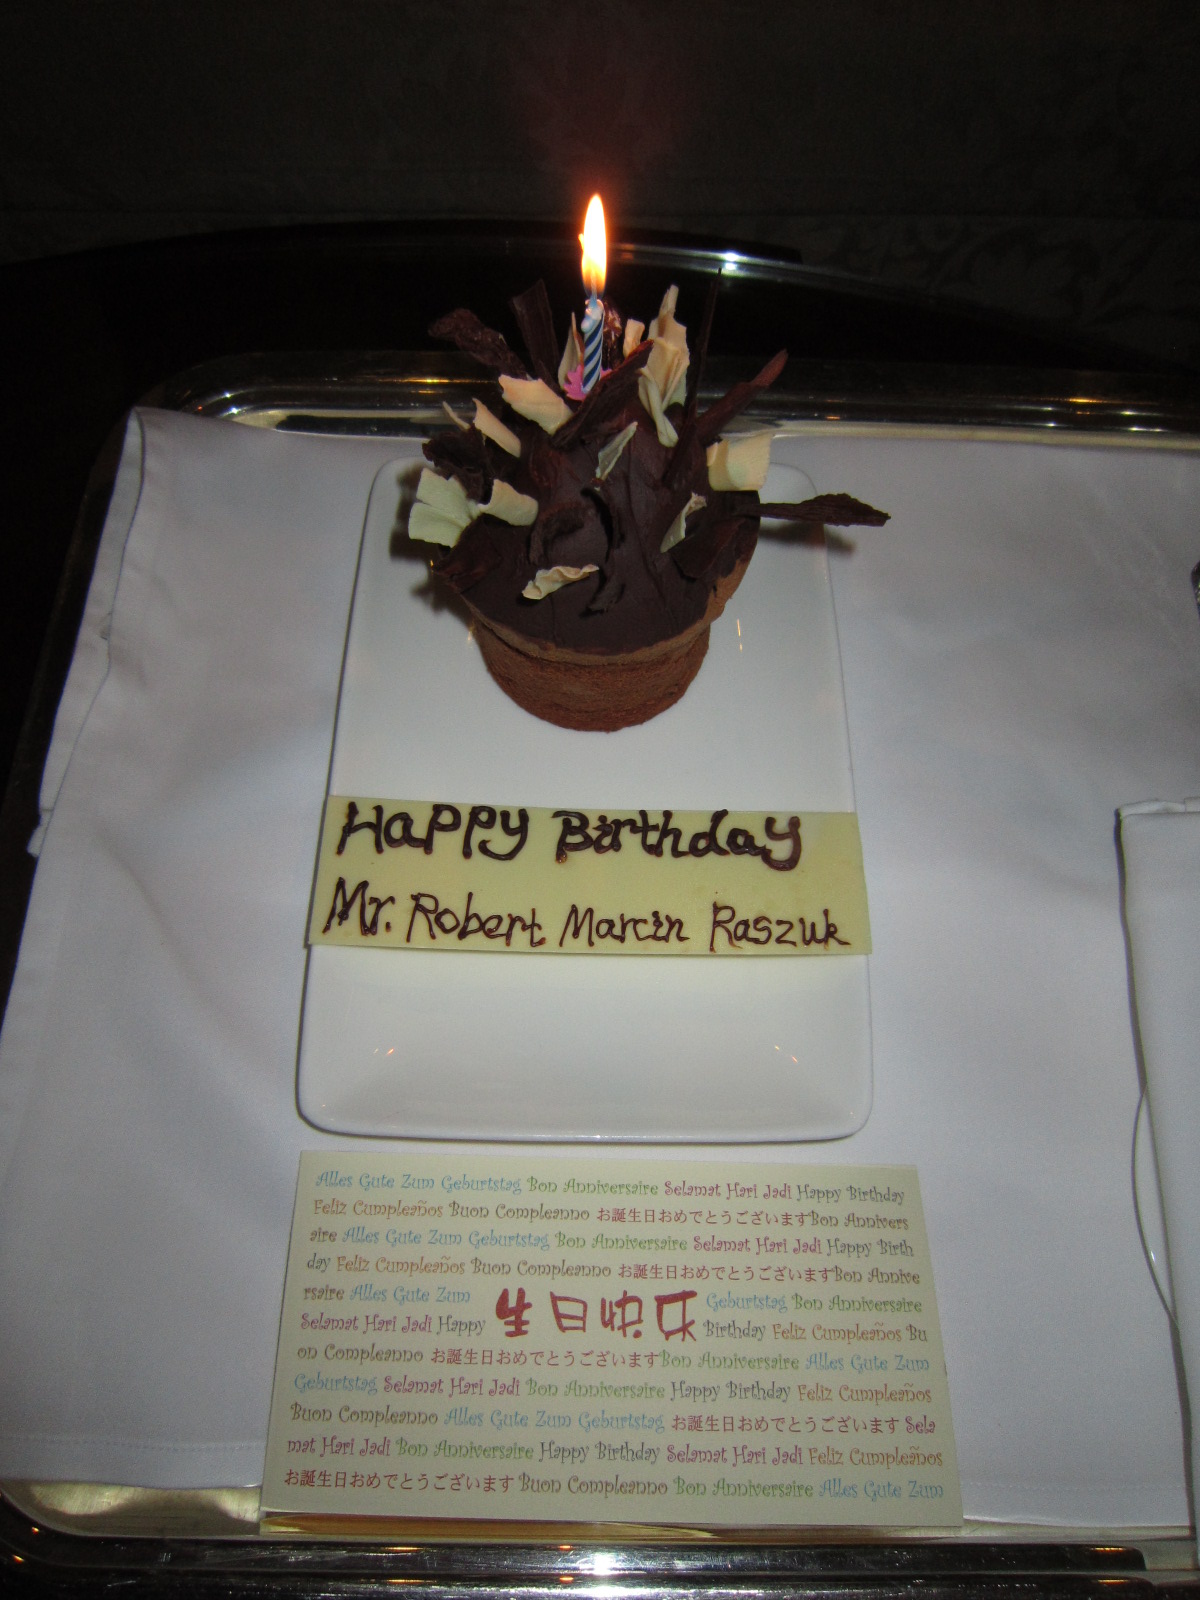 Happy Birthday
Mr. Robert Marcin Raszuk
Alles Gute Zum Geburtstag Bon Anniversaire Selamat Hari Jadi Happy Birthday
Feliz Cumpleaños Buon Compleanno お誕生日おめでとうございますBon Annivers
aire Alles Gute Zum Geburtstag Bon Anniversaire Selamat Hari Jadi Happy Birth
day Feliz Cumpleaños Buon Compleanno お誕生日おめでとうございますBon Annive
rsaire Alles Gute Zum 生日快乐 Geburtstag Bon Anniversaire
Selamat Hari Jadi Happy Birthday Feliz Cumpleaños Bu
on Compleanno お誕生日おめでとうございますBon Anniversaire Alles Gute Zum
Geburtstag Selamat Hari Jadi Bon Anniversaire Happy Birthday Feliz Cumpleaños
Buon Compleanno Alles Gute Zum Geburtstag お誕生日おめでとうございます Sela
mat Hari Jadi Bon Anniversaire Happy Birthday Selamat Hari Jadi Feliz Cumpleaños
お誕生日おめでとうございます Buon Compleanno Bon Anniversaire Alles Gute Zum